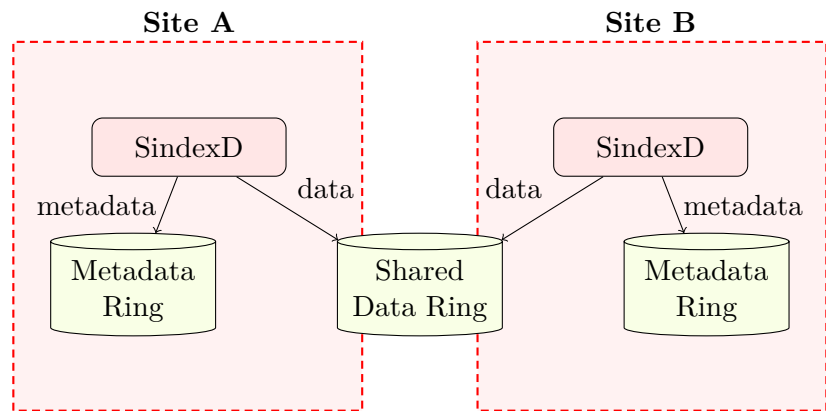 Site A
Site B
SindexD
SindexD
metadata
data
data
metadata
Metadata
Ring
Shared
Data Ring
Metadata
Ring